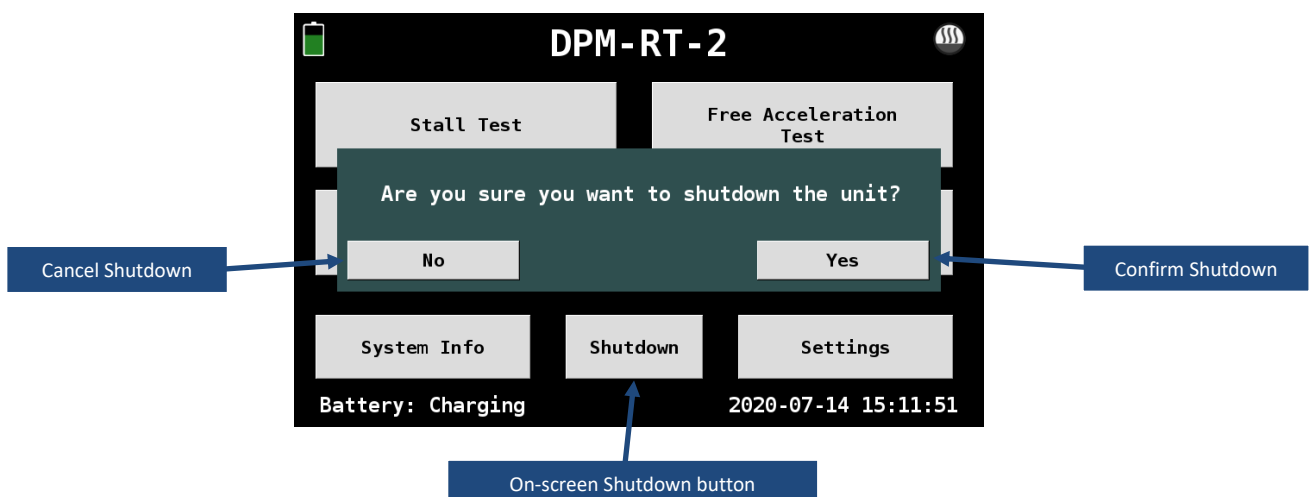 DPM-RT-2
Stall Test
Free Acceleration
Test
Are you sure you want to shutdown the unit?
No
Yes
Cancel Shutdown
Confirm Shutdown
System Info
Shutdown
Settings
Battery: Charging
2020-07-14 15:11:51
On-screen Shutdown button